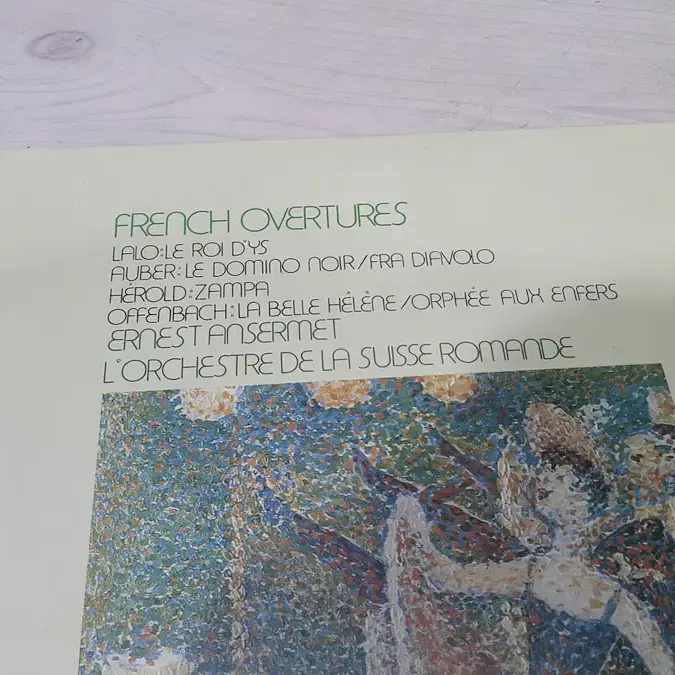 FRENCH OVERTURES
LALO:LE ROI D'YS
AUBER:LE DOMINO NOIR/FRA DIAVOLO
HÉROLD:ZAMPA
OFFENBACH:LA BELLE HÉLÈNE/ORPHÉE AUX ENFERS
ERNEST ANSERMET
L'ORCHESTRE DE LA SUISSE ROMANDE